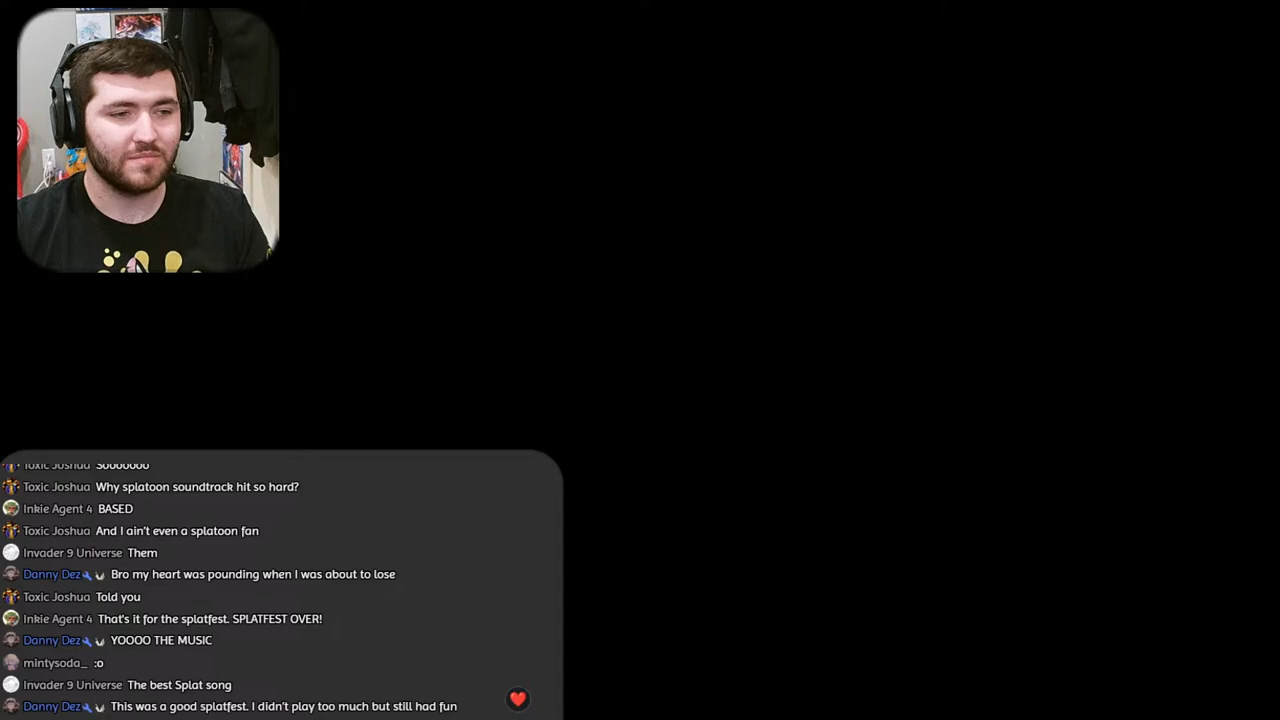 Toxic Joshua Sooooooo
Toxic Joshua Why splatoon soundtrack hit so hard?
Inkie Agent 4 BASED
Toxic Joshua And I ain't even a splatoon fan
Invader 9 Universe Them
Danny Dez Bro my heart was pounding when I was about to lose
Toxic Joshua Told you
Inkie Agent 4 That's it for the splatfest. SPLATFEST OVER!
Danny Dez YOOOO THE MUSIC
mintysoda_ :o
Invader 9 Universe The best Splat song
Danny Dez This was a good splatfest. I didn't play too much but still had fun